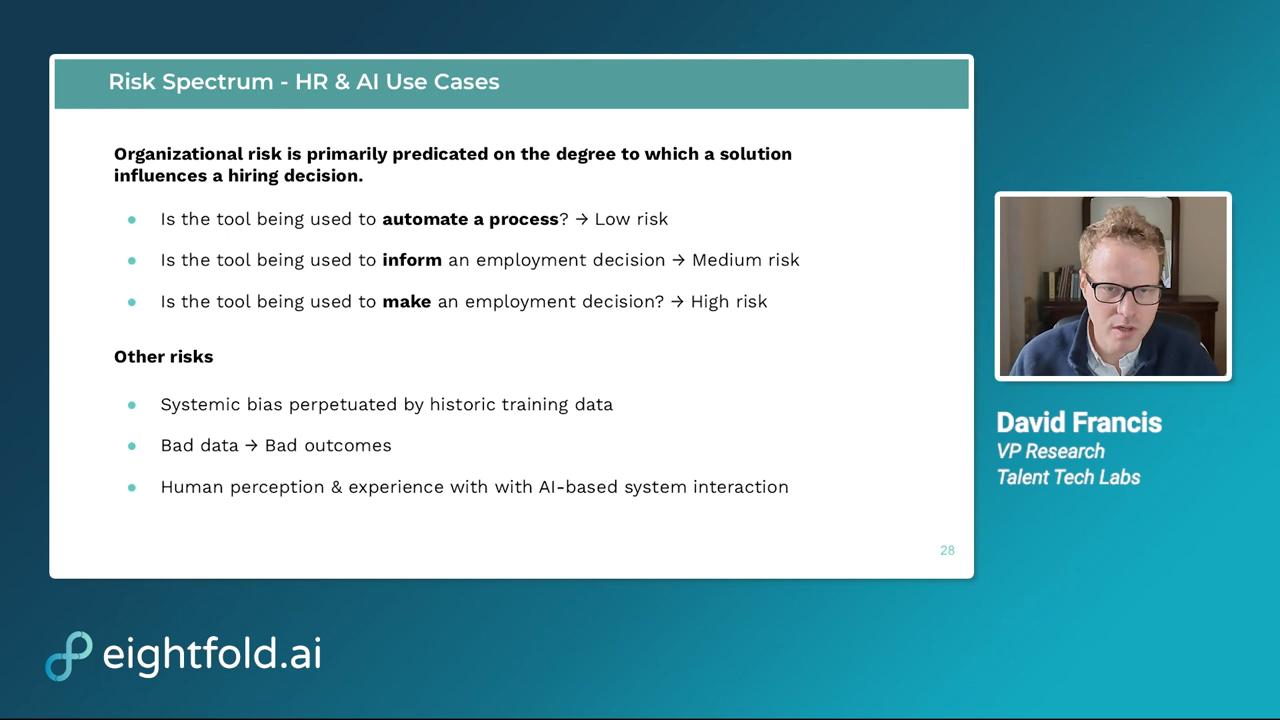 Risk Spectrum - HR & AI Use Cases
Organizational risk is primarily predicated on the degree to which a solution
influences a hiring decision.
● Is the tool being used to automate a process? → Low risk
● Is the tool being used to inform an employment decision → Medium risk
● Is the tool being used to make an employment decision? → High risk
Other risks
● Systemic bias perpetuated by historic training data
● Bad data → Bad outcomes
● Human perception & experience with with AI-based system interaction
28
David Francis
VP Research
Talent Tech Labs
eightfold.ai